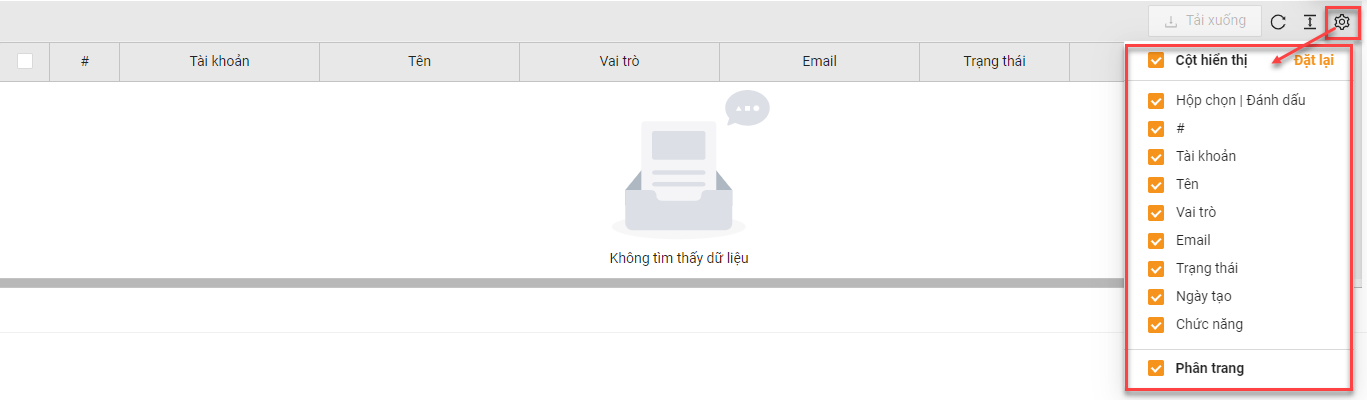 Tải xuống
# Tài khoản Tên Vai trò Email Trạng thái
Không tìm thấy dữ liệu
Cột hiển thị Đặt lại
Hộp chọn | Đánh dấu
#
Tài khoản
Tên
Vai trò
Email
Trạng thái
Ngày tạo
Chức năng
Phân trang